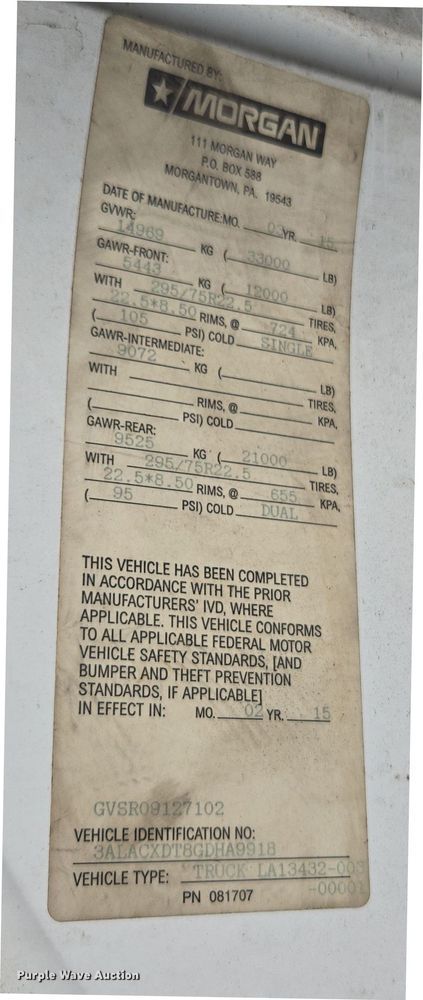 MANUFACTURED BY:
MORGAN
111 MORGAN WAY
P.O. BOX 588
MORGANTOWN, PA. 19543
DATE OF MANUFACTURE:MO. 03 YR. 15
GVWR: 14969 KG ( 33000 LB)
GAWR-FRONT: 5443 KG ( 12000 LB)
WITH 295/75R22.5 TIRES,
22.5*8.50 RIMS, @ 724 KPA,
( 105 PSI) COLD SINGLE
GAWR-INTERMEDIATE:
9072 KG ( LB)
WITH TIRES,
RIMS, @ KPA,
( PSI) COLD
GAWR-REAR:
9525 KG ( 21000 LB)
WITH 295/75R22.5 TIRES,
22.5*8.50 RIMS, @ 655 KPA,
( 95 PSI) COLD DUAL
THIS VEHICLE HAS BEEN COMPLETED
IN ACCORDANCE WITH THE PRIOR
MANUFACTURERS' IVD, WHERE
APPLICABLE. THIS VEHICLE CONFORMS
TO ALL APPLICABLE FEDERAL MOTOR
VEHICLE SAFETY STANDARDS, [AND
BUMPER AND THEFT PREVENTION
STANDARDS, IF APPLICABLE]
IN EFFECT IN: MO. 02 YR. 15
GVSR09127102
VEHICLE IDENTIFICATION NO:
3ALACXDT8GDHA9918
VEHICLE TYPE: TRUCK LA13432-003
-00001
PN 081707
Purple Wave Auction